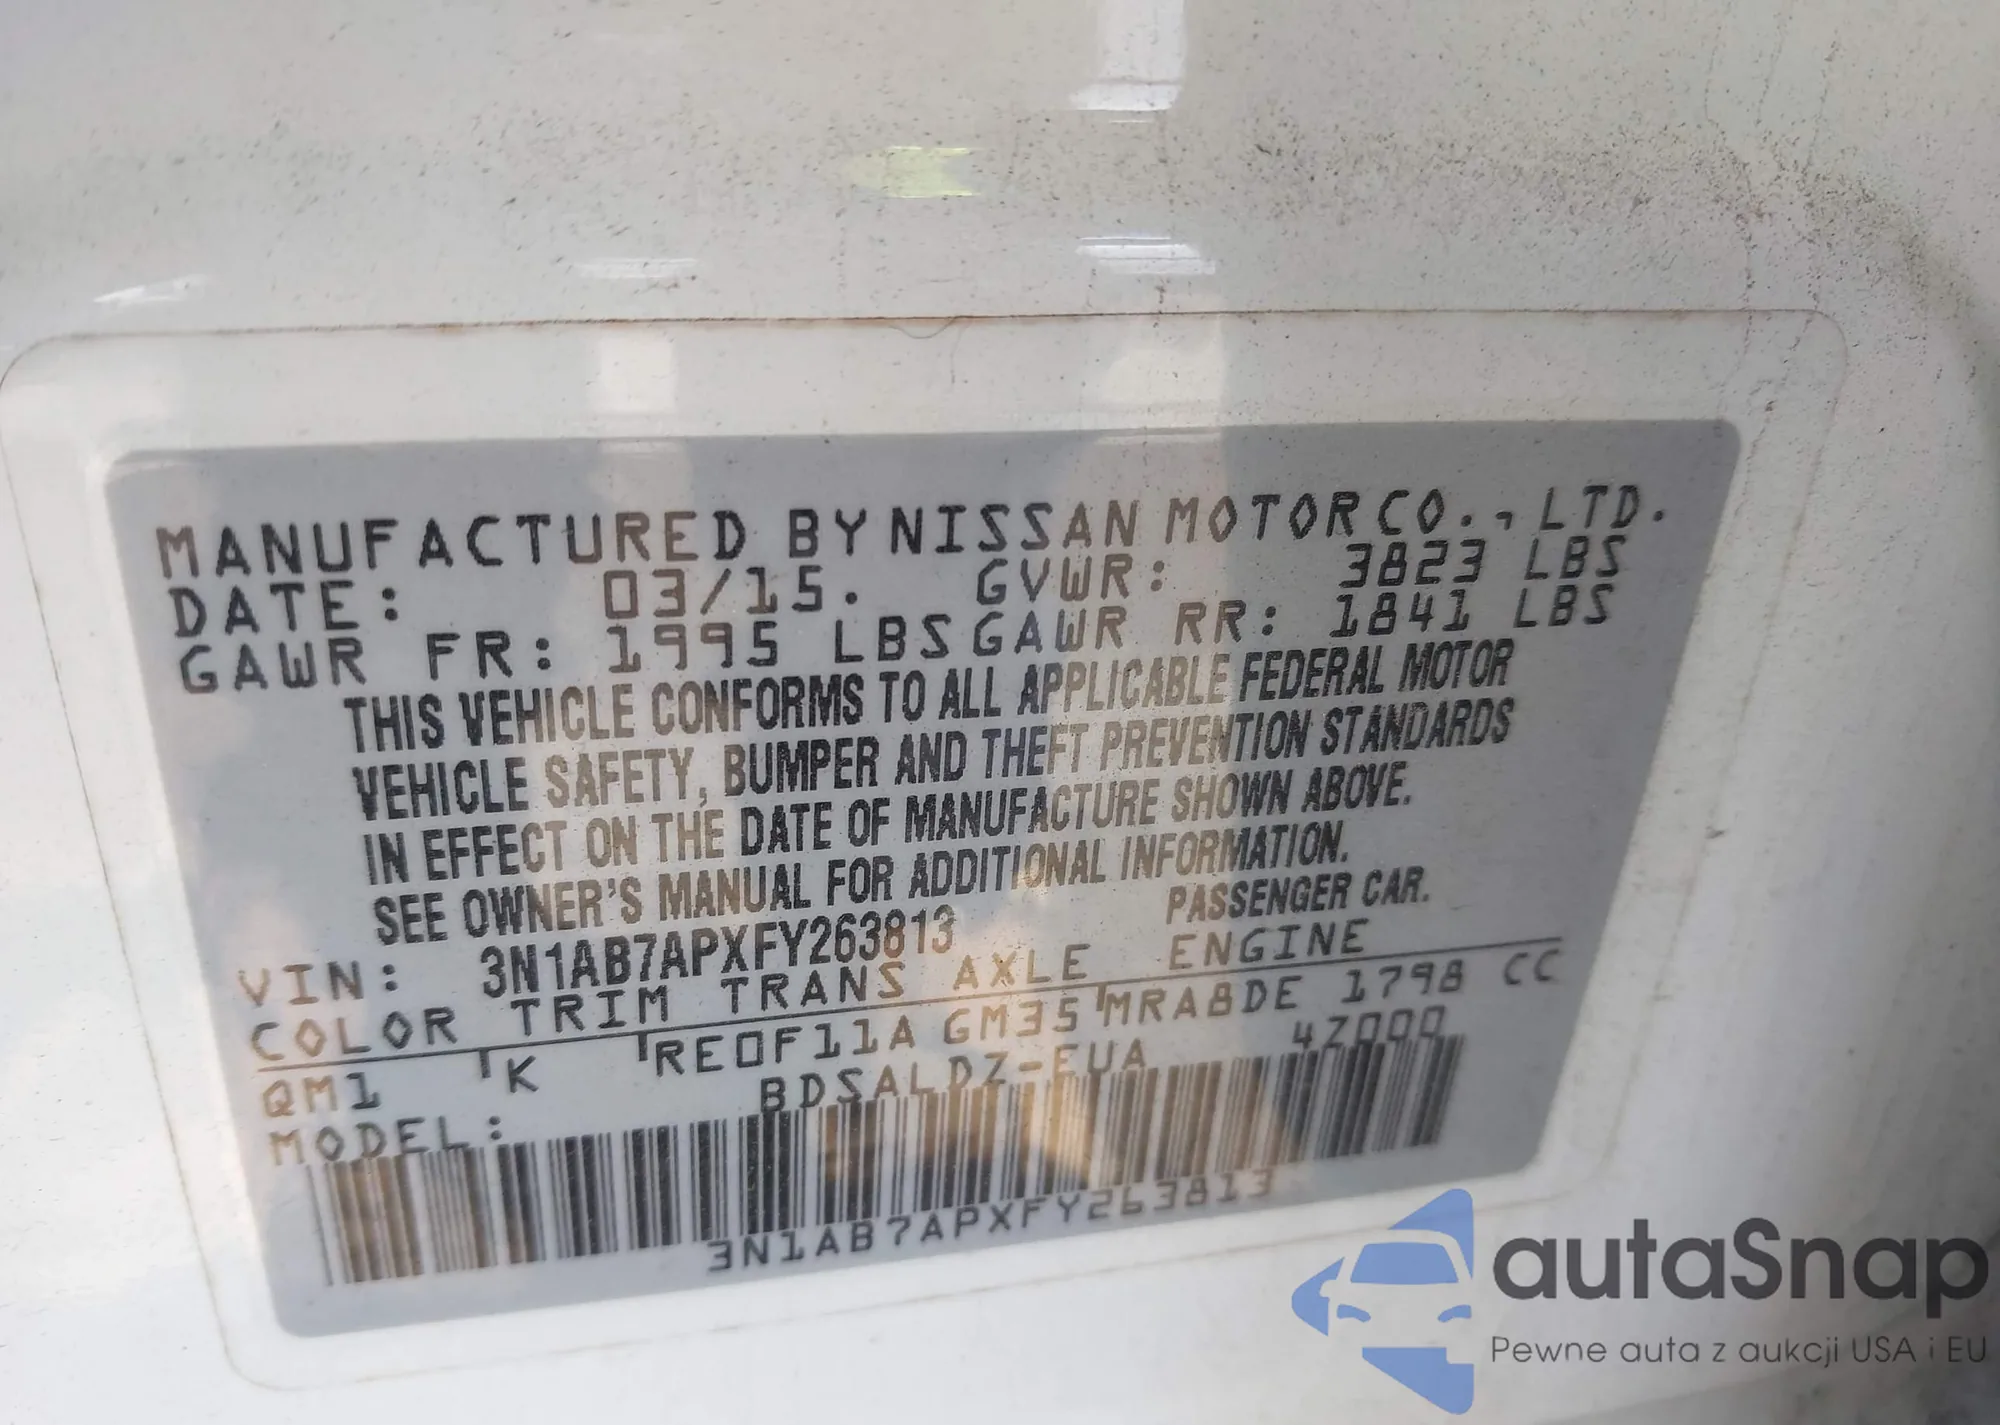 MANUFACTURED BY NISSAN MOTOR CO., LTD.
DATE: 03/15. GVWR: 3823 LBS
GAWR FR: 1995 LBS GAWR RR: 1841 LBS
THIS VEHICLE CONFORMS TO ALL APPLICABLE FEDERAL MOTOR
VEHICLE SAFETY, BUMPER AND THEFT PREVENTION STANDARDS
IN EFFECT ON THE DATE OF MANUFACTURE SHOWN ABOVE.
SEE OWNER'S MANUAL FOR ADDITIONAL INFORMATION.
VIN: 3N1AB7APXFY263813 PASSENGER CAR.
COLOR TRIM TRANS AXLE ENGINE
QM1 K RE0F11A GM35 MRA8DE 1798 CC
MODEL: BDSALDZ-EUA 4Z000
3N1AB7APXFY263813
autaSnap
Pewne auta z aukcji USA i EU